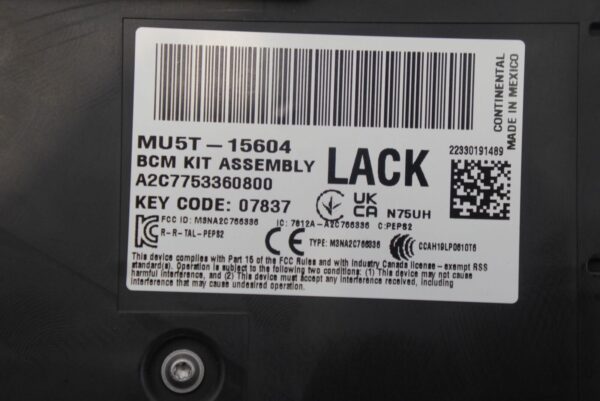 MU5T-15604
BCM KIT ASSEMBLY
A2C7753360800
KEY CODE: 07837
LACK
22330191489
CONTINENTAL
MADE IN MEXICO
UK
CA
N75UH
FCC ID: M3NA2C766336
IC: 7812A-A2C766336
C:PEPS2
R-R-TAL-PEPS2
CE
TYPE: M3NA2C766336
CCAH19LP0610T6
This device complies with Part 15 of the FCC Rules and with Industry Canada license - exempt RSS
standard(s). Operation is subject to the following two conditions: (1) This device may not cause
harmful interference, and (2) This device must accept any interference received, including
interference that may cause undesired operation.